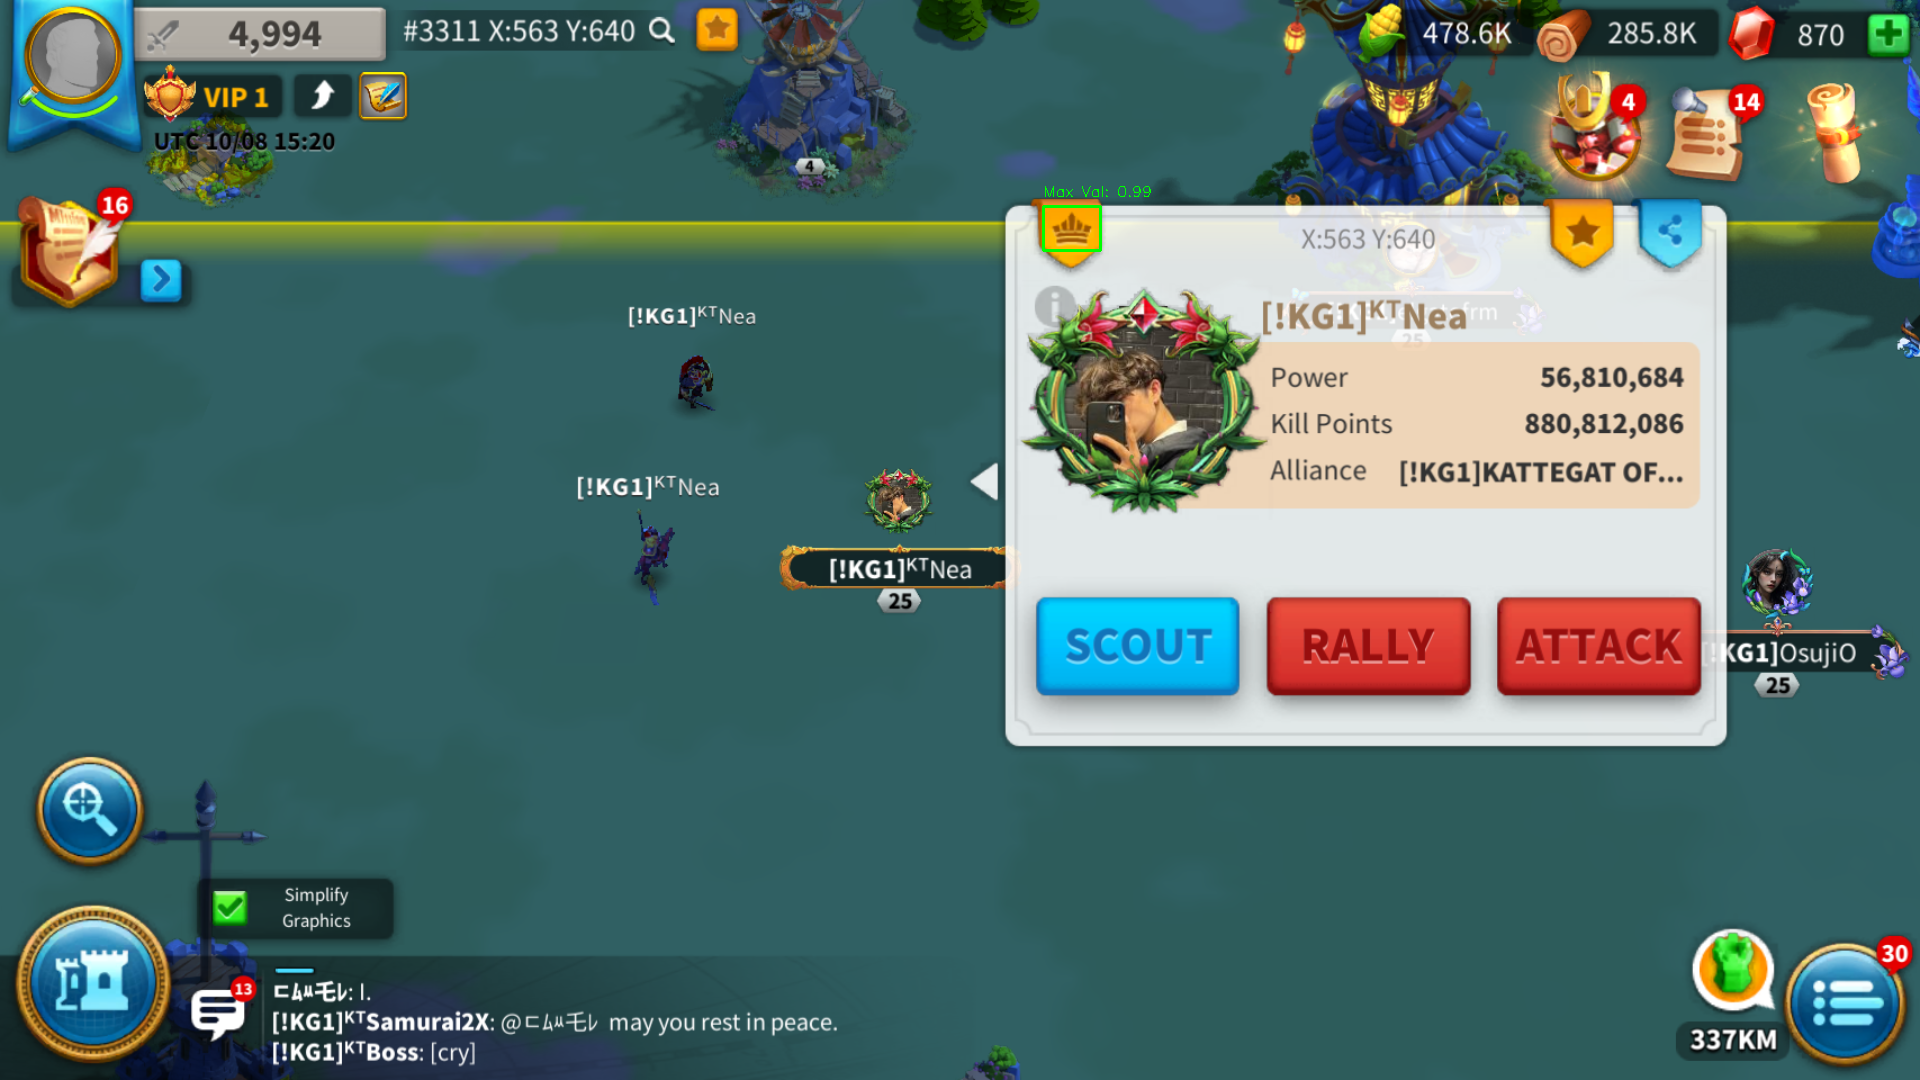 4,994
#3311 X:563 Y:640
478.6K
285.8K
870
VIP 1
UTC 10/08 15:20
4
14
4
16
Max Val: 0.99
X:563 Y:640
[!KG1]ᴷᵀNea
[!KG1]ᴷᵀNea
Power 56,810,684
Kill Points 880,812,086
Alliance [!KG1]KATTEGAT OF...
[!KG1]ᴷᵀNea
[!KG1]ᴷᵀNea
25
SCOUT
RALLY
ATTACK
[!KG1]OsujiO
25
Simplify
Graphics
13
: I.
[!KG1]ᴷᵀSamurai2X: @ may you rest in peace.
[!KG1]ᴷᵀBoss: [cry]
337KM
30